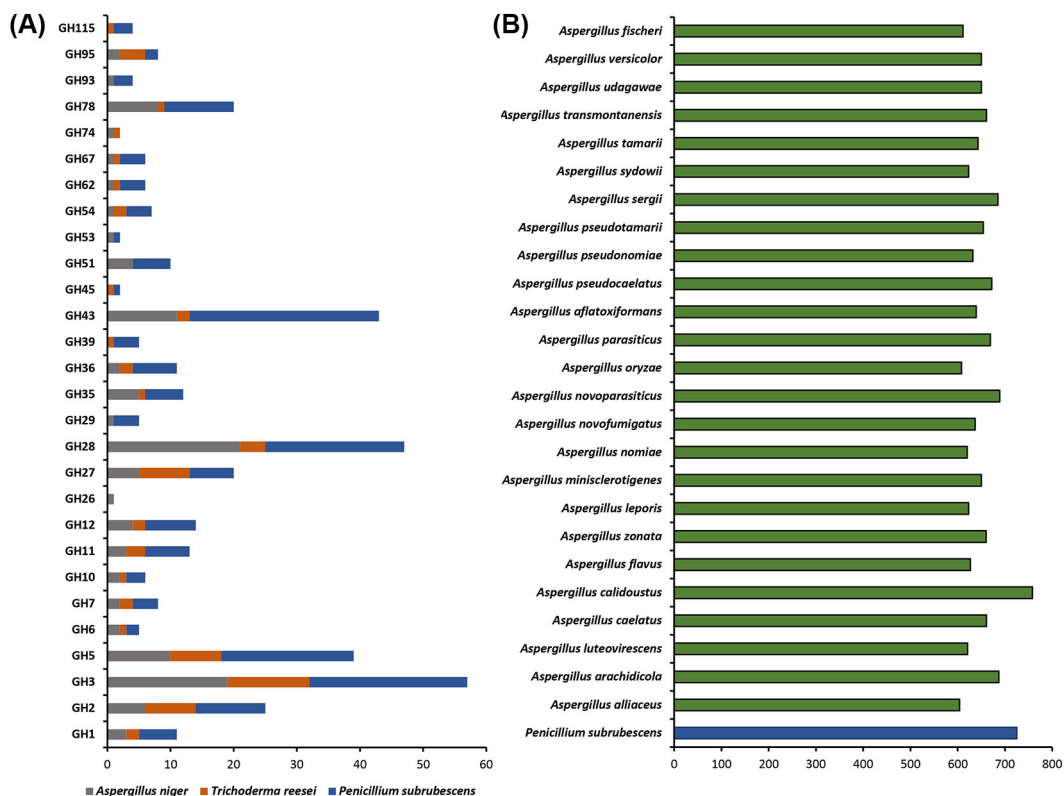 (A)
GH115
GH95
GH93
GH78
GH74
GH67
GH62
GH54
GH53
GH51
GH45
GH43
GH39
GH36
GH35
GH29
GH28
GH27
GH26
GH12
GH11
GH10
GH7
GH6
GH5
GH3
GH2
GH1
0 10 20 30 40 50 60
Aspergillus niger Trichoderma reesei Penicillium subrubescens
(B)
Aspergillus fischeri
Aspergillus versicolor
Aspergillus udagawae
Aspergillus transmontanensis
Aspergillus tamarii
Aspergillus sydowii
Aspergillus sergii
Aspergillus pseudotamarii
Aspergillus pseudonomiae
Aspergillus pseudocaelatus
Aspergillus aflatoxiformans
Aspergillus parasiticus
Aspergillus oryzae
Aspergillus novoparasiticus
Aspergillus novofumigatus
Aspergillus nomiae
Aspergillus minisclerotigenes
Aspergillus leporis
Aspergillus zonata
Aspergillus flavus
Aspergillus calidoustus
Aspergillus caelatus
Aspergillus luteovirescens
Aspergillus arachidicola
Aspergillus alliaceus
Penicillium subrubescens
0 100 200 300 400 500 600 700 800